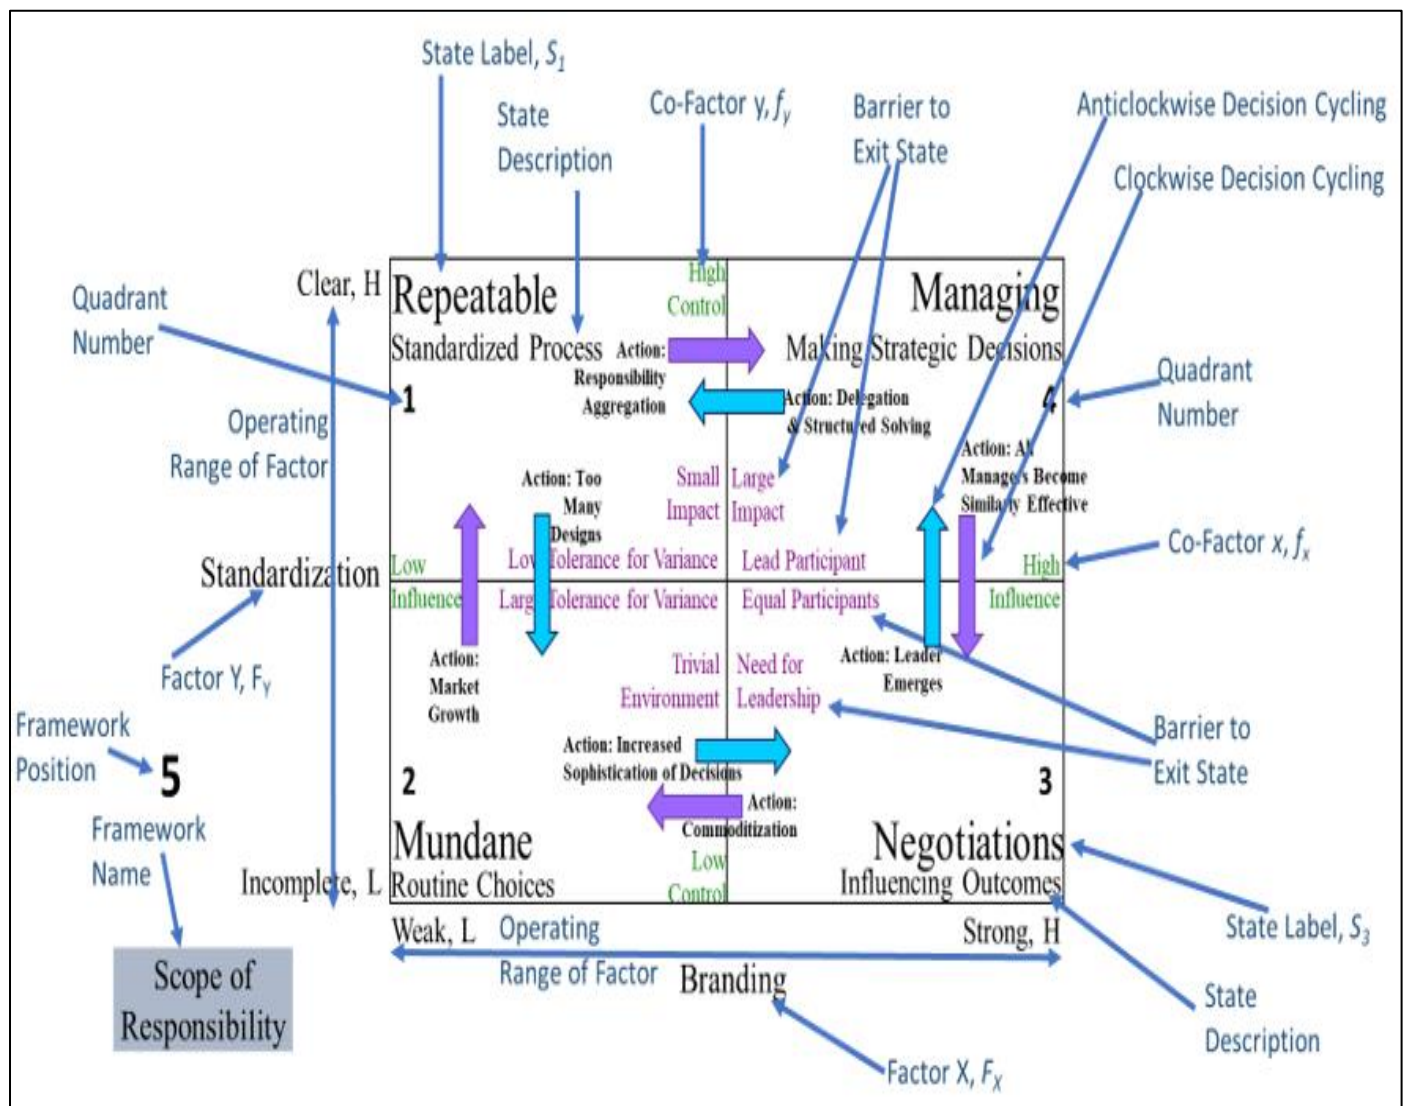 State Label, S1
State
Description
Co-Factor y, fy
Barrier to
Exit State
Anticlockwise Decision Cycling
Clockwise Decision Cycling
Quadrant
Number
Clear, H
Repeatable
Standardized Process
1
High
Control
Managing
Making Strategic Decisions
4
Action:
Responsibility
Aggregation
Action: Delegation
& Structured Solving
Quadrant
Number
Operating
Range of Factor
Action: Too
Many
Designs
Small
Impact
Large
Impact
Action: All
Managers Become
Similarly Effective
Low Tolerance for Variance
Lead Participant
Co-Factor x, fx
Standardization
Low
Influence
High
Influence
Large Tolerance for Variance
Equal Participants
Factor Y, FY
Action:
Market
Growth
Trivial
Environment
Need for
Leadership
Action: Leader
Emerges
Framework
Position
5
Barrier to
Exit State
Action: Increased
Sophistication of Decisions
Action:
Commoditization
2
3
Framework
Name
Mundane
Routine Choices
Low
Control
Negotiations
Influencing Outcomes
Incomplete, L
State Label, S3
Weak, L
Operating
Range of Factor
Strong, H
Branding
Scope of
Responsibility
State
Description
Factor X, FX